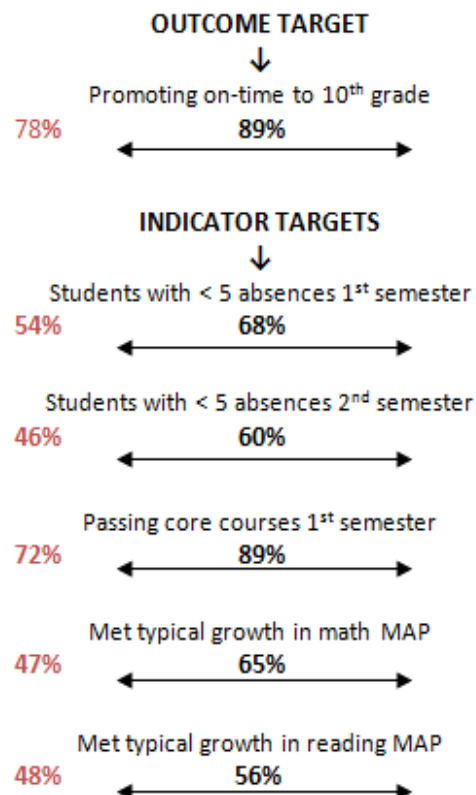 OUTCOME TARGET
Promoting on-time to 10th grade
78% 89%
INDICATOR TARGETS
Students with < 5 absences 1st semester
54% 68%
Students with < 5 absences 2nd semester
46% 60%
Passing core courses 1st semester
72% 89%
Met typical growth in math MAP
47% 65%
Met typical growth in reading MAP
48% 56%